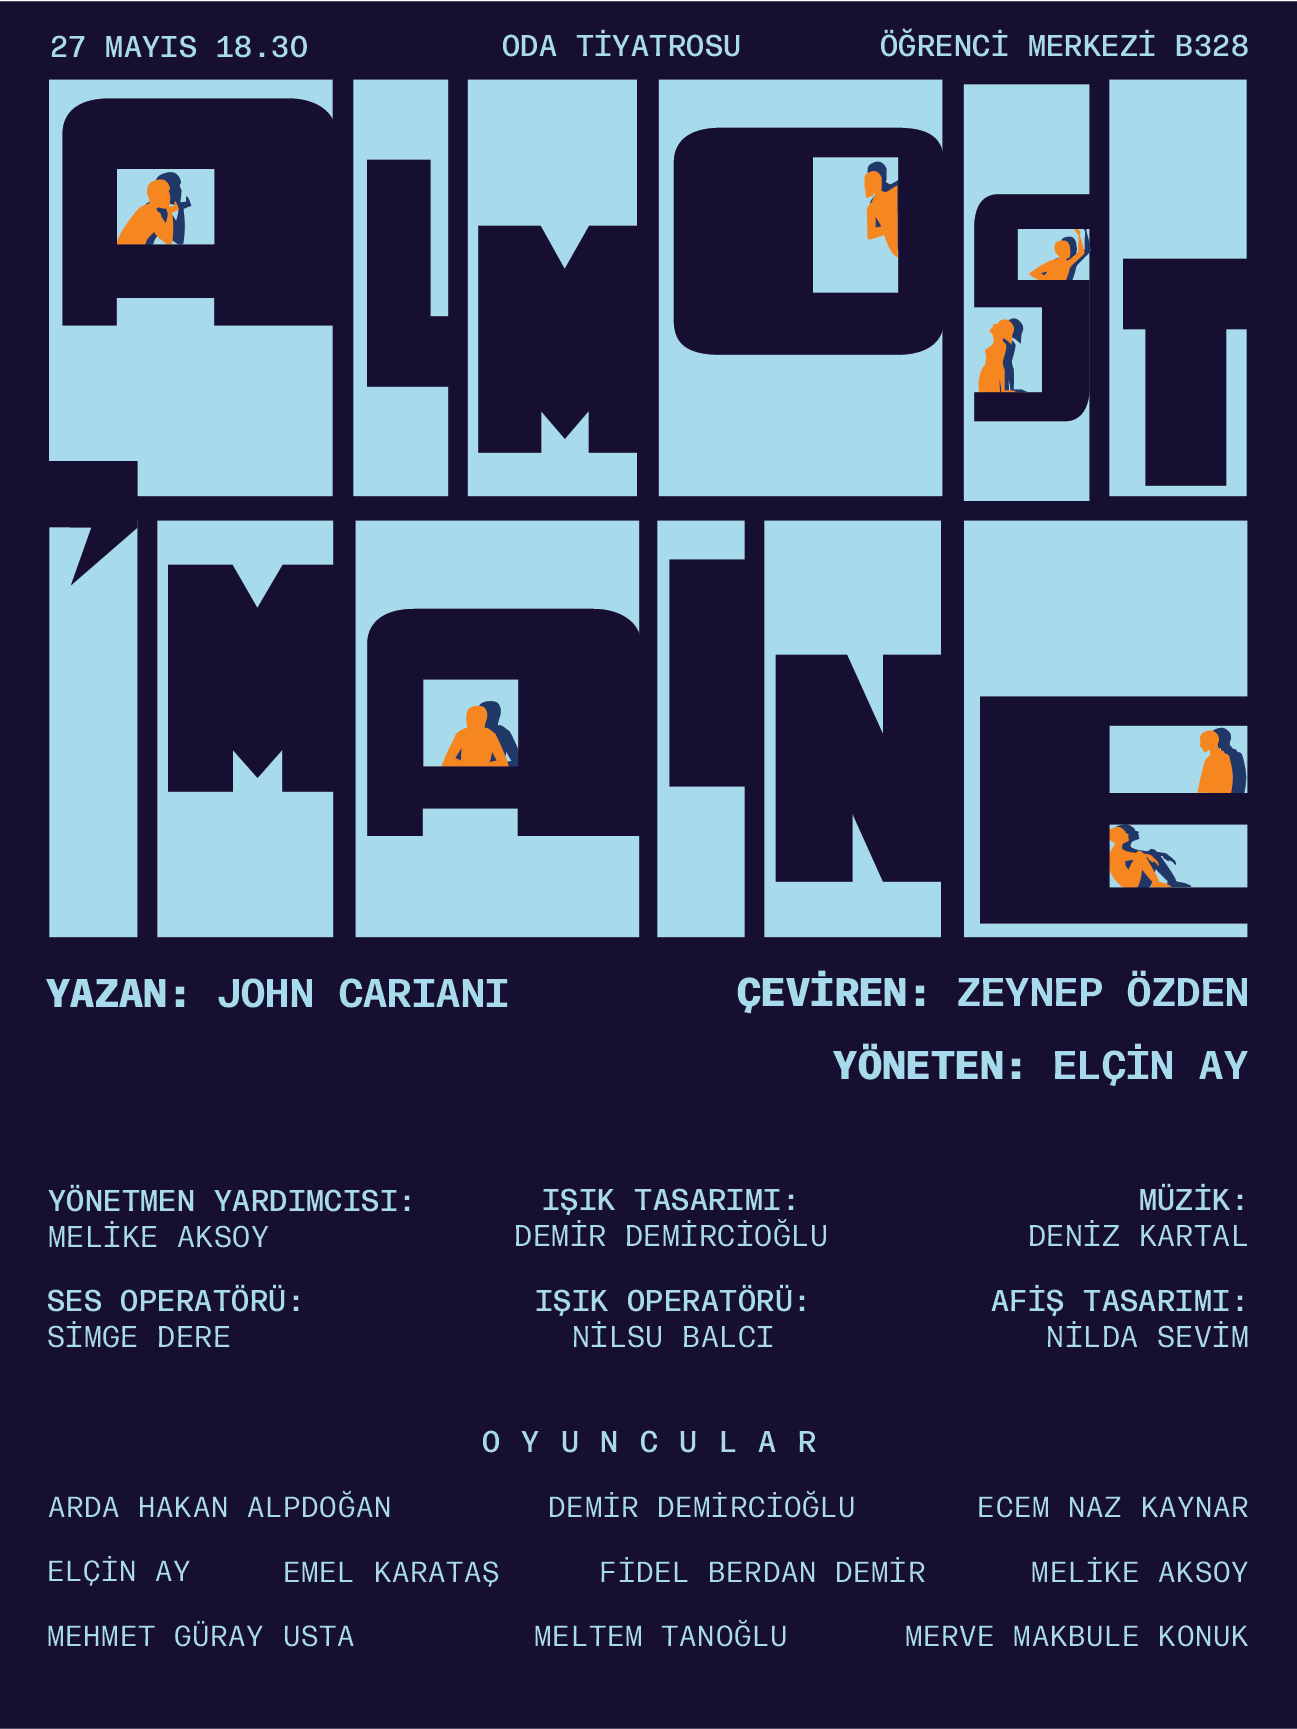 27 MAYIS 18.30 ODA TİYATROSU ÖĞRENCİ MERKEZİ B328
ALMOST
'MAINE
YAZAN: JOHN CARIANI ÇEVİREN: ZEYNEP ÖZDEN
YÖNETEN: ELÇİN AY
YÖNETMEN YARDIMCISI: IŞIK TASARIMI: MÜZİK:
MELİKE AKSOY DEMİR DEMİRCİOĞLU DENİZ KARTAL
SES OPERATÖRÜ: IŞIK OPERATÖRÜ: AFİŞ TASARIMI:
SİMGE DERE NİLSU BALCI NİLDA SEVİM
OYUNCULAR
ARDA HAKAN ALPDOĞAN DEMİR DEMİRCİOĞLU ECEM NAZ KAYNAR
ELÇİN AY EMEL KARATAŞ FİDEL BERDAN DEMİR MELİKE AKSOY
MEHMET GÜRAY USTA MELTEM TANOĞLU MERVE MAKBULE KONUK